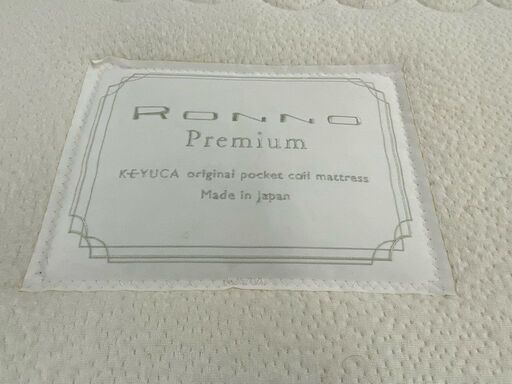 RONNO
Premium
KEYUCA original pocket coil mattress
Made in Japan